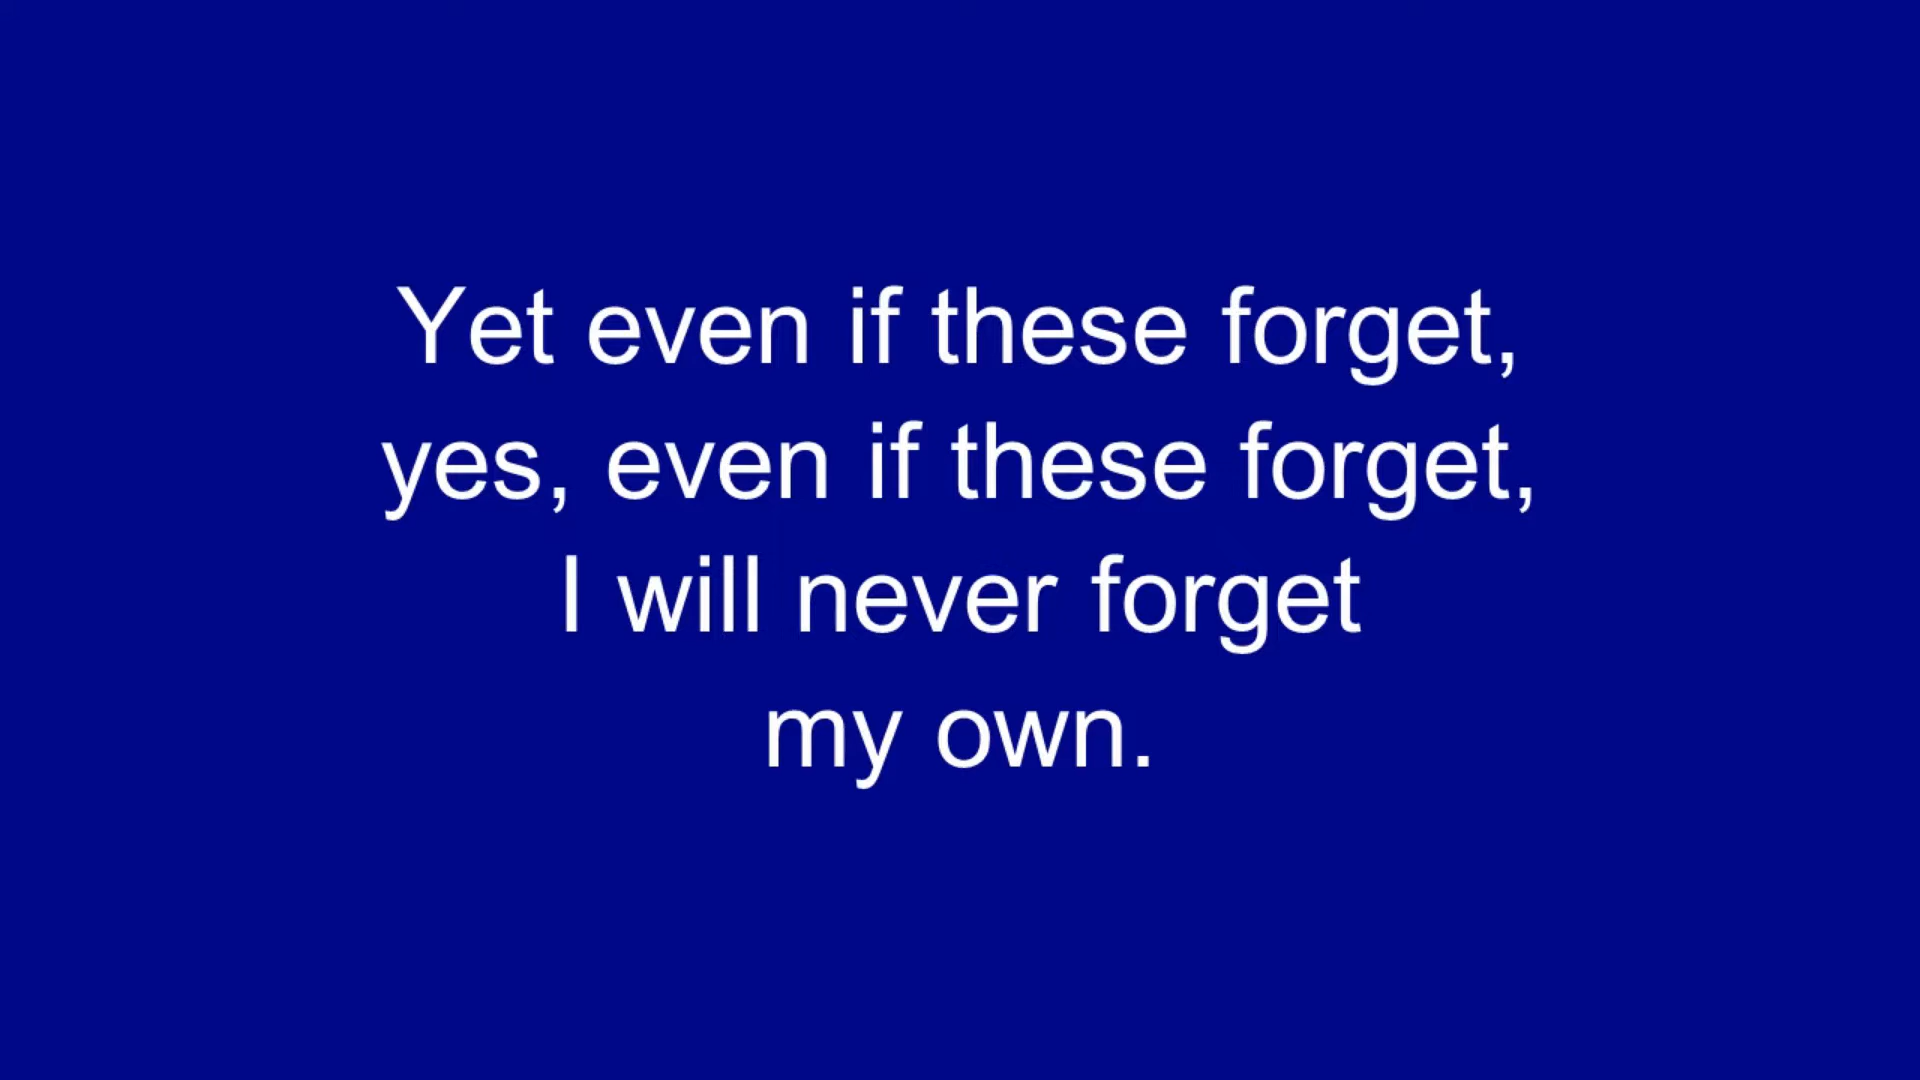 Yet even if these forget,
yes, even if these forget,
I will never forget
my own.